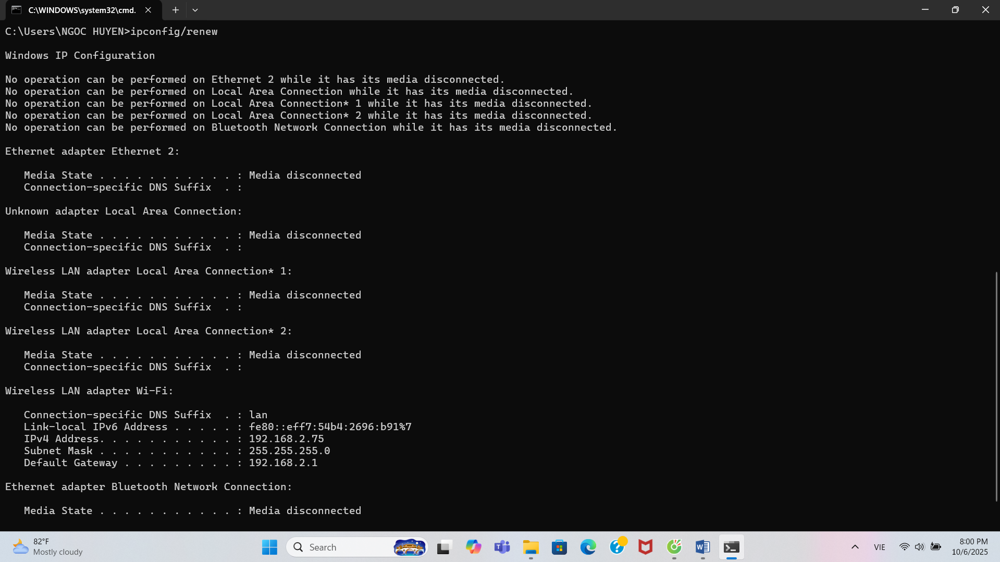 C:\WINDOWS\system32\cmd.
C:\Users\NGOC HUYEN>ipconfig/renew
Windows IP Configuration
No operation can be performed on Ethernet 2 while it has its media disconnected.
No operation can be performed on Local Area Connection while it has its media disconnected.
No operation can be performed on Local Area Connection* 1 while it has its media disconnected.
No operation can be performed on Local Area Connection* 2 while it has its media disconnected.
No operation can be performed on Bluetooth Network Connection while it has its media disconnected.
Ethernet adapter Ethernet 2:
Media State . . . . . . . . . . . : Media disconnected
Connection-specific DNS Suffix  . :
Unknown adapter Local Area Connection:
Media State . . . . . . . . . . . : Media disconnected
Connection-specific DNS Suffix  . :
Wireless LAN adapter Local Area Connection* 1:
Media State . . . . . . . . . . . : Media disconnected
Connection-specific DNS Suffix  . :
Wireless LAN adapter Local Area Connection* 2:
Media State . . . . . . . . . . . : Media disconnected
Connection-specific DNS Suffix  . :
Wireless LAN adapter Wi-Fi:
Connection-specific DNS Suffix  . : lan
Link-local IPv6 Address . . . . . : fe80::eff7:54b4:2696:b91%7
IPv4 Address. . . . . . . . . . . : 192.168.2.75
Subnet Mask . . . . . . . . . . . : 255.255.255.0
Default Gateway . . . . . . . . . : 192.168.2.1
Ethernet adapter Bluetooth Network Connection:
Media State . . . . . . . . . . . : Media disconnected
82°F
Mostly cloudy
Search
VIE
8:00 PM
10/6/2025